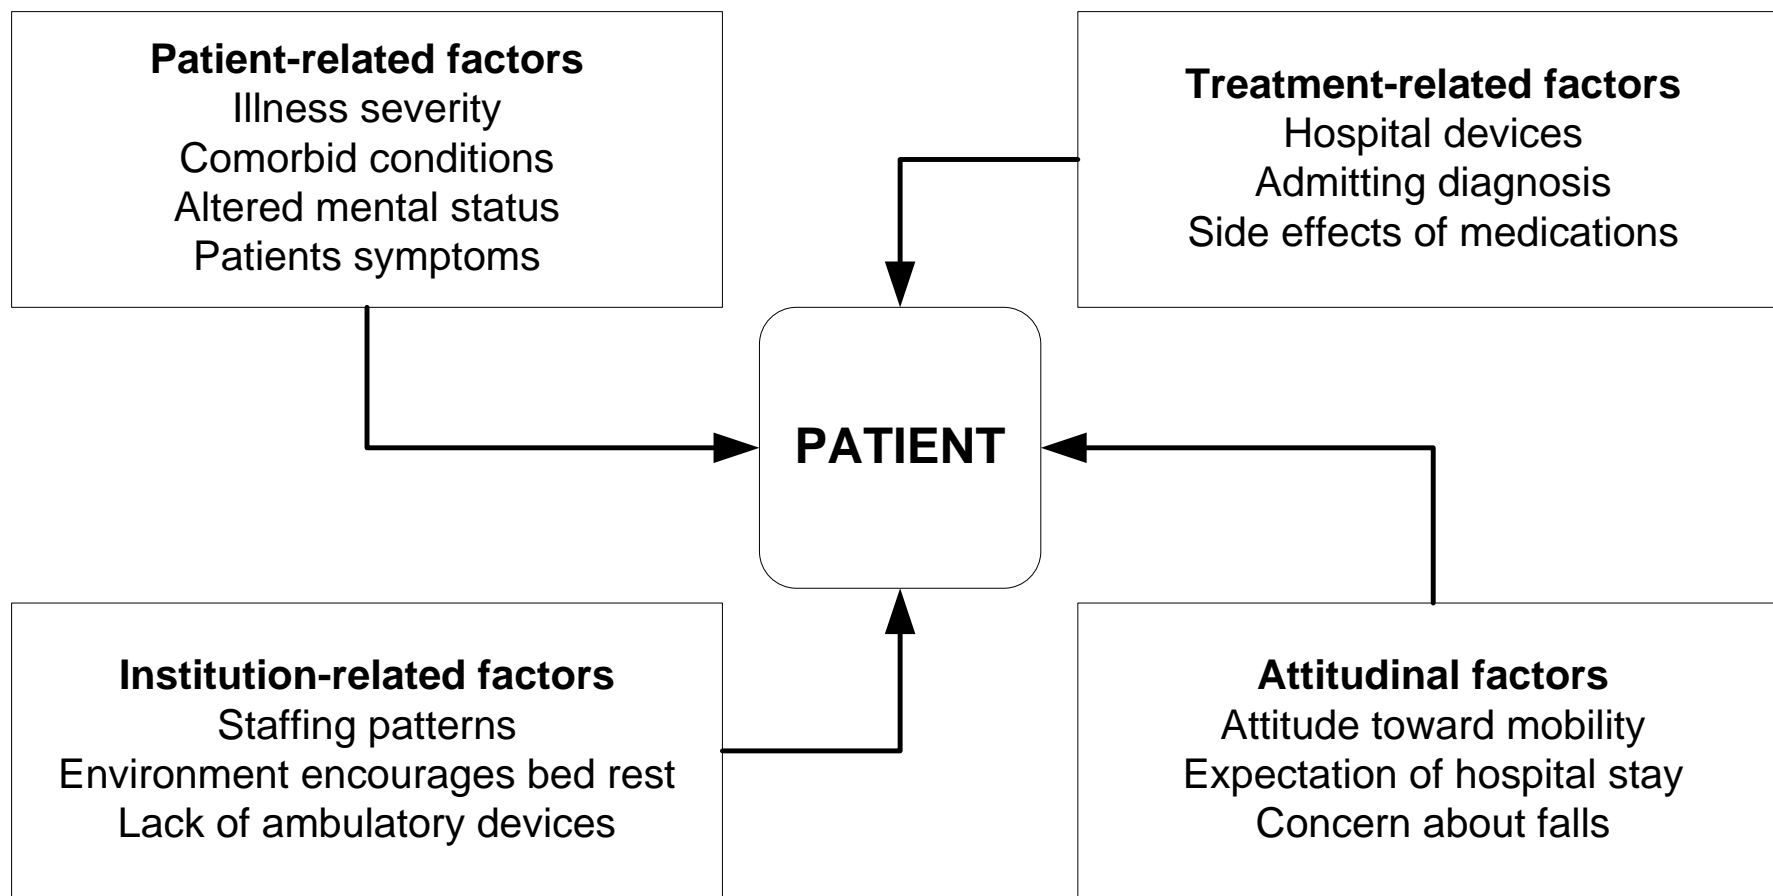 Patient-related factors
Illness severity
Comorbid conditions
Altered mental status
Patients symptoms
Treatment-related factors
Hospital devices
Admitting diagnosis
Side effects of medications
PATIENT
Institution-related factors
Staffing patterns
Environment encourages bed rest
Lack of ambulatory devices
Attitudinal factors
Attitude toward mobility
Expectation of hospital stay
Concern about falls